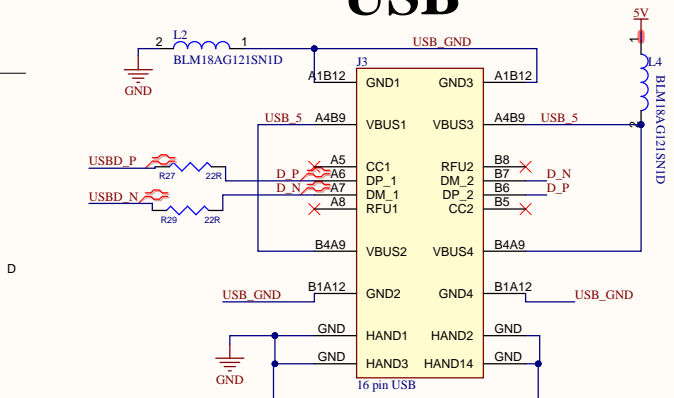 USB
5V
1
L2
2
1
USB_GND
BLM18AG121SN1D
L4
BLM18AG121SN1D
2
GND
J3
A1B12
GND1
GND3
A1B12
USB_5
A4B9
VBUS1
VBUS3
A4B9
USB_5
USBD_P
R27
22R
A5
CC1
RFU2
B8
D_P
A6
DP_1
DM_2
B7
D_N
USBD_N
R29
22R
D_N
A7
DM_1
DP_2
B6
D_P
A8
RFU1
CC2
B5
B4A9
VBUS2
VBUS4
B4A9
D
USB_GND
B1A12
GND2
GND4
B1A12
USB_GND
GND
HAND1
HAND2
GND
GND
HAND3
HAND14
GND
GND
16 pin USB